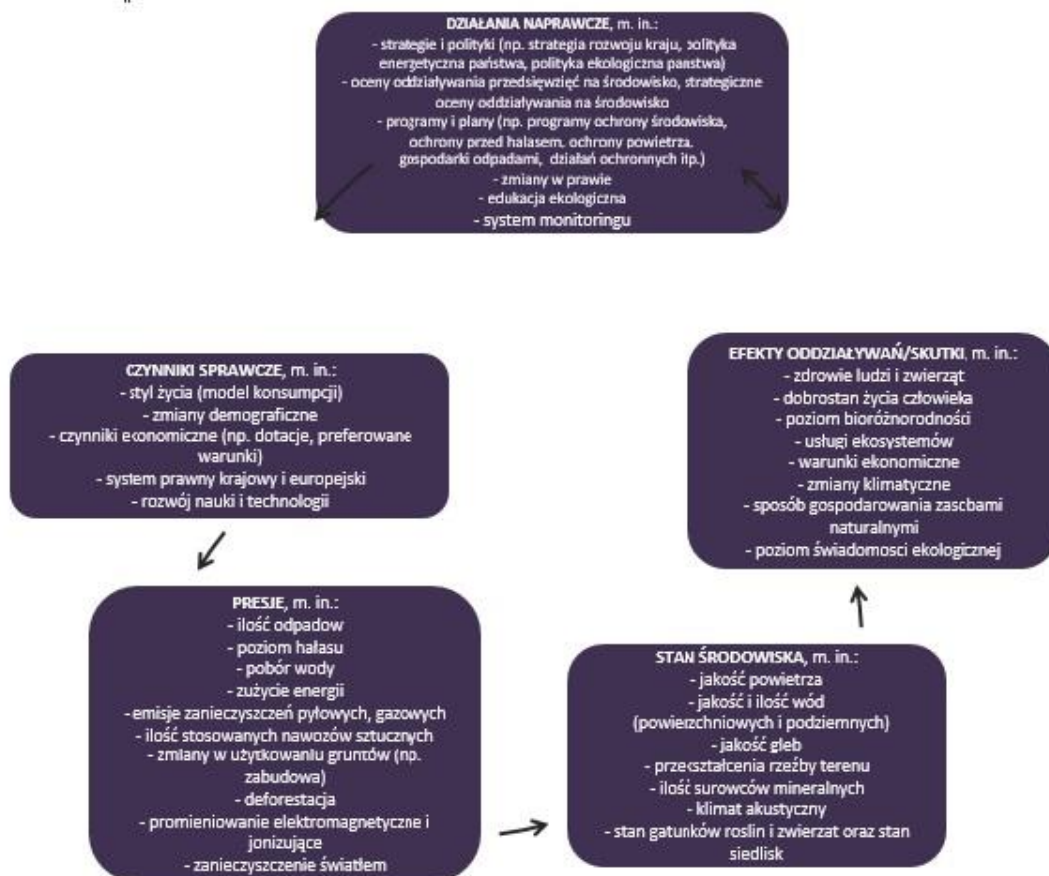 DZIAŁANIA NAPRAWCZE, m. in.:
- strategie i polityki (np. strategia rozwoju kraju, polityka
energetyczna państwa, polityka ekologiczna państwa)
- oceny oddziaływania przedsięwzięć na środowisko, strategiczne
oceny oddziaływania na środowisko
- programy i plany (np. programy ochrony środowiska,
ochrony przed hałasem, ochrony powietrza,
gospodarki odpadami, działań ochronnych itp.)
- zmiany w prawie
- edukacja ekologiczna
- system monitoringu
CZYNNIKI SPRAWCZE, m. in.:
- styl życia (model konsumpcji)
- zmiany demograficzne
- czynniki economiczne (np. dotacje, preferowane
warunki)
- system prawny krajowy i europejski
- rozwój nauki i technologii
PRESJE, m. in.:
- ilość odpadow
- poziom hałasu
- pobór wody
- zużycie energii
-emisje zanieczyszczeń pyłowych, gazowych
- ilość stosowanych nawozów sztucznych
- zmiany w użytkowaniu gruntów (np.
zabudowa)
- deforestacja
- promieniowanie elektromagnetyczne i
jonizujące
- zanieczyszczenie światłem
STAN ŚRODOWISKA, m. in.:
- jakość powietrza
- jakość i ilość wód
(powierzchniowych i podziemnych)
-jakość gleb
- przekształcenia rzeźby terenu
- ilość surowców mineralnych
- klimat akustyczny
- stan gatunków roslin i zwierzat oraz stan
siedlisk
EFEKTY ODDZIAŁYWAŃ/SKUTKI, m. in.:
- zdrowie ludzi i zwierząt
- dobrostan życia człowieka
- poziom bioróżnorodności
- usługi ekosystemów
- warunki ekonomiczne
- zmiany klimatyczne
- sposób gospodarowania zasobami
naturalnymi
- poziom świadomosci ekologicznej